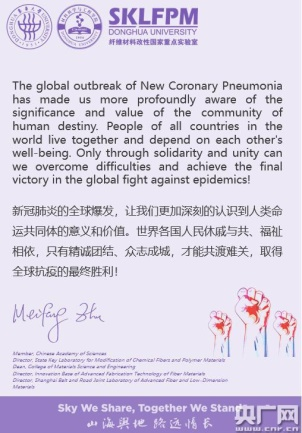 SKLFPM
DONGHUA UNIVERSITY
纤维材料改性国家重点实验室
The global outbreak of New Coronary Pneumonia
has made us more profoundly aware of the
significance and value of the community of
human destiny. People of all countries in the
world live together and depend on each other's
well-being. Only through solidarity and unity can
we overcome difficulties and achieve the final
victory in the global fight against epidemics!
新冠肺炎的全球爆发，让我们更加深刻的认识到人类命
运共同体的意义和价值。世界各国人民休戚与共、福祉
相依，只有精诚团结、众志成城，才能共渡难关，取得
全球抗疫的最终胜利！
Meifang Zhu
Member, Chinese Academy of Sciences
Director, State Key Laboratory for Modification of Chemical Fibers and Polymer Materials
Dean, College of Materials Science and Engineering
Director, Innovation Base of Advanced Fabrication Technology of Fiber Materials
Director, Shanghai Belt and Road Joint Laboratory of Advanced Fiber and Low-Dimension
Materials
Sky We Share, Together We Stand
山海异地 路远情长
央广网
www.cnr.cn